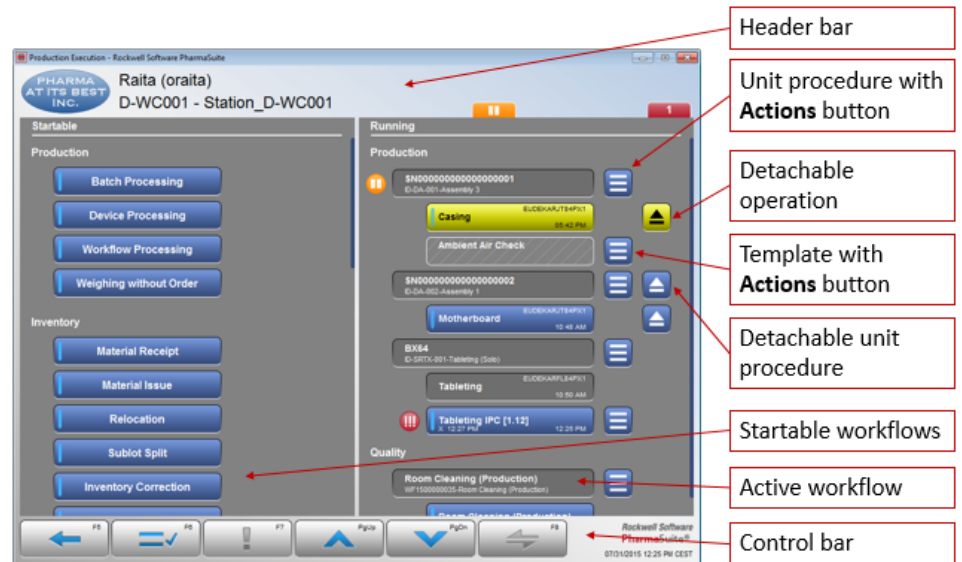 Production Execution - Rockwell Software PharmaSuite
PHARMA
AT ITS BEST
INC.
Raita (oraita)
D-WC001 - Station_D-WC001
1
Startable
Production
Batch Processing
Device Processing
Workflow Processing
Weighing without Order
Inventory
Material Receipt
Material Issue
Relocation
Sublot Split
Inventory Correction
Running
Production
SN000000000000000001
ID-DA-001-Assembly 3
Casing
05:42 PM
Ambient Air Check
SN000000000000000002
ID-DA-002-Assembly 1
Motherboard
10:48 AM
BX64
ID-SRTX-001-Tableting (Solo)
Tableting
10:50 AM
Tableting IPC [1.12]
X: 12:27 PM
12:25 PM
Quality
Room Cleaning (Production)
WF1500000035-Room Cleaning (Production)
Room Cleaning (Production)
F5
F6
F7
PgUp
PgDn
F8
Rockwell Software
PharmaSuite®
07/31/2015 12:25 PM CEST
Header bar
Unit procedure with
Actions button
Detachable
operation
Template with
Actions button
Detachable unit
procedure
Startable workflows
Active workflow
Control bar